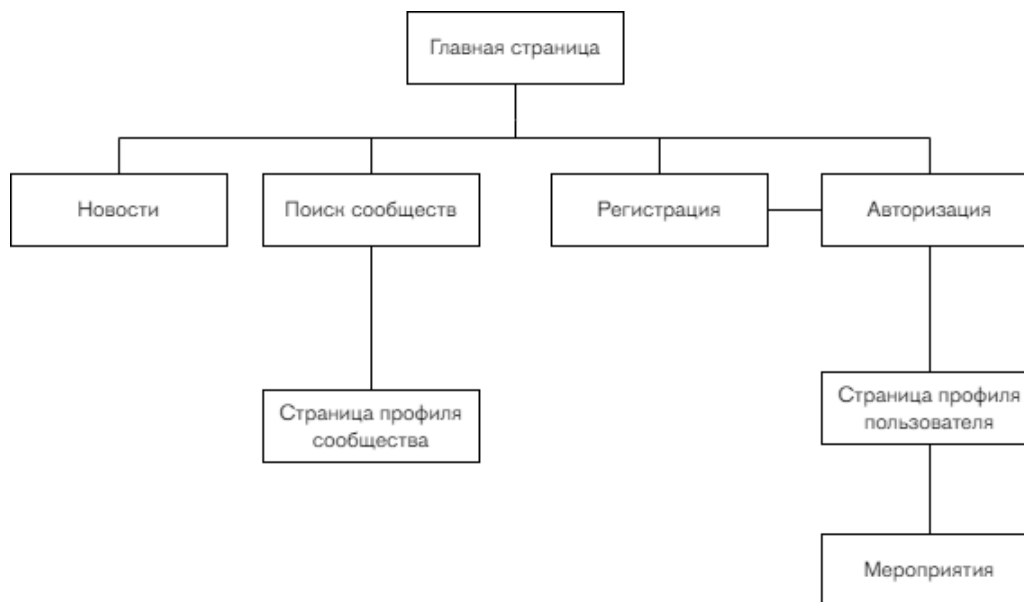 Главная страница
Новости
Поиск сообществ
Регистрация
Авторизация
Страница профиля
сообщества
Страница профиля
пользователя
Мероприятия